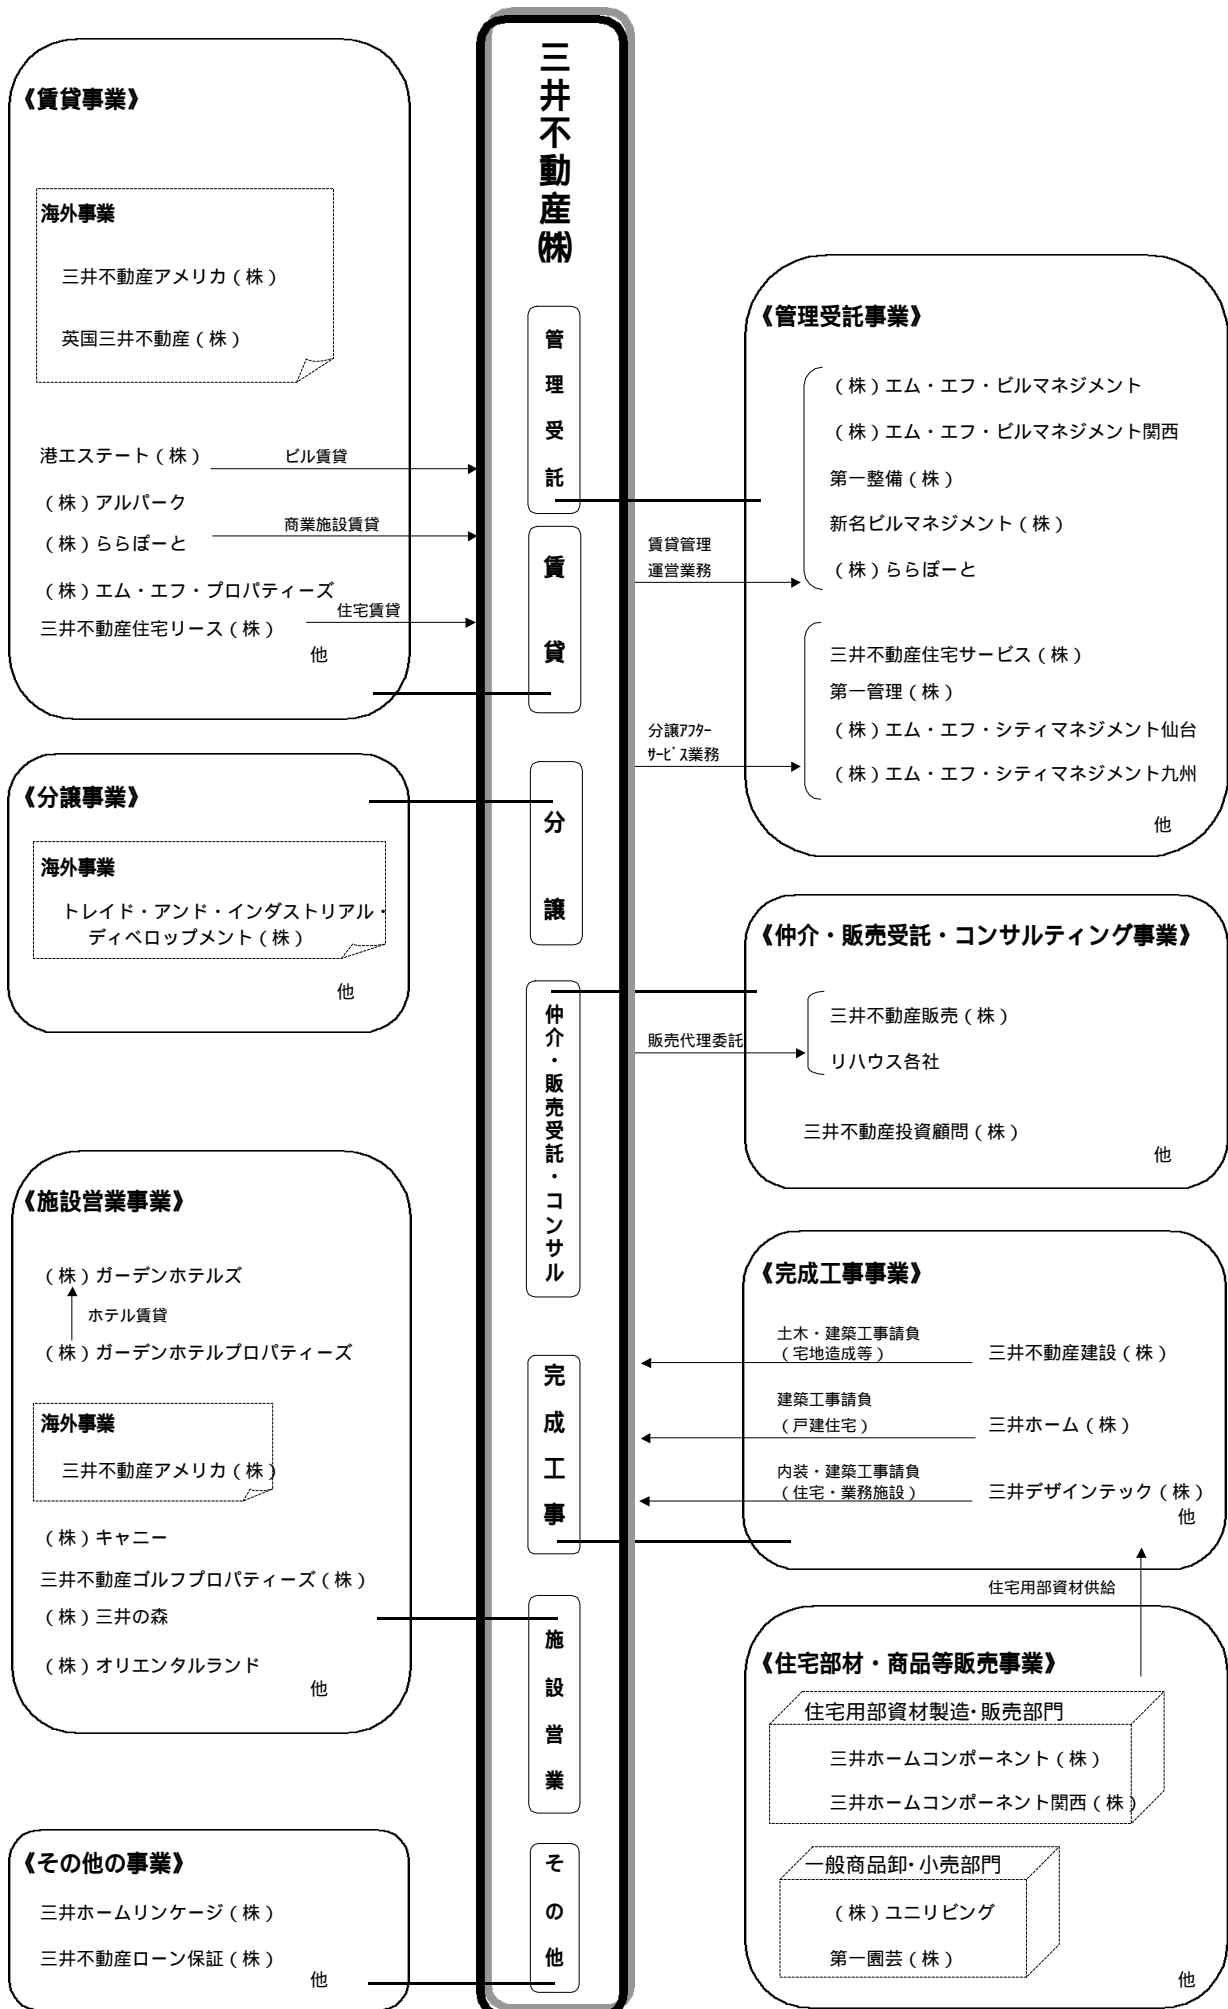 三井不動産㈱
管理受託
賃貸
分譲
仲介・販売受託・コンサル
完成工事
施設営業
その他
《賃貸事業》
海外事業
三井不動産アメリカ(株)
英国三井不動産(株)
港エステート(株)
ビル賃貸
(株)アルパーク
商業施設賃貸
(株)ららぽーと
(株)エム・エフ・プロパティーズ
住宅賃貸
三井不動産住宅リース(株)
他
《分譲事業》
海外事業
トレイド・アンド・インダストリアル・
ディベロップメント(株)
他
《施設営業事業》
(株)ガーデンホテルズ
ホテル賃貸
(株)ガーデンホテルプロパティーズ
海外事業
三井不動産アメリカ(株)
(株)キャニー
三井不動産ゴルフプロパティーズ(株)
(株)三井の森
(株)オリエンタルランド
他
《その他の事業》
三井ホームリンケージ(株)
三井不動産ローン保証(株)
他
《管理受託事業》
(株)エム・エフ・ビルマネジメント
(株)エム・エフ・ビルマネジメント関西
第一整備(株)
新名ビルマネジメント(株)
(株)ららぽーと
賃貸管理
運営業務
三井不動産住宅サービス(株)
第一管理(株)
(株)エム・エフ・シティマネジメント仙台
(株)エム・エフ・シティマネジメント九州
分譲ｱﾌﾀｰ
ｻｰﾋﾞｽ業務
他
《仲介・販売受託・コンサルティング事業》
三井不動産販売(株)
販売代理委託
リハウス各社
三井不動産投資顧問(株)
他
《完成工事事業》
土木・建築工事請負
(宅地造成等)
三井不動産建設(株)
建築工事請負
(戸建住宅)
三井ホーム(株)
内装・建築工事請負
(住宅・業務施設)
三井デザインテック(株)
他
住宅用部資材供給
《住宅部材・商品等販売事業》
住宅用部資材製造・販売部門
三井ホームコンポーネント(株)
三井ホームコンポーネント関西(株)
一般商品卸・小売部門
(株)ユニリビング
第一園芸(株)
他